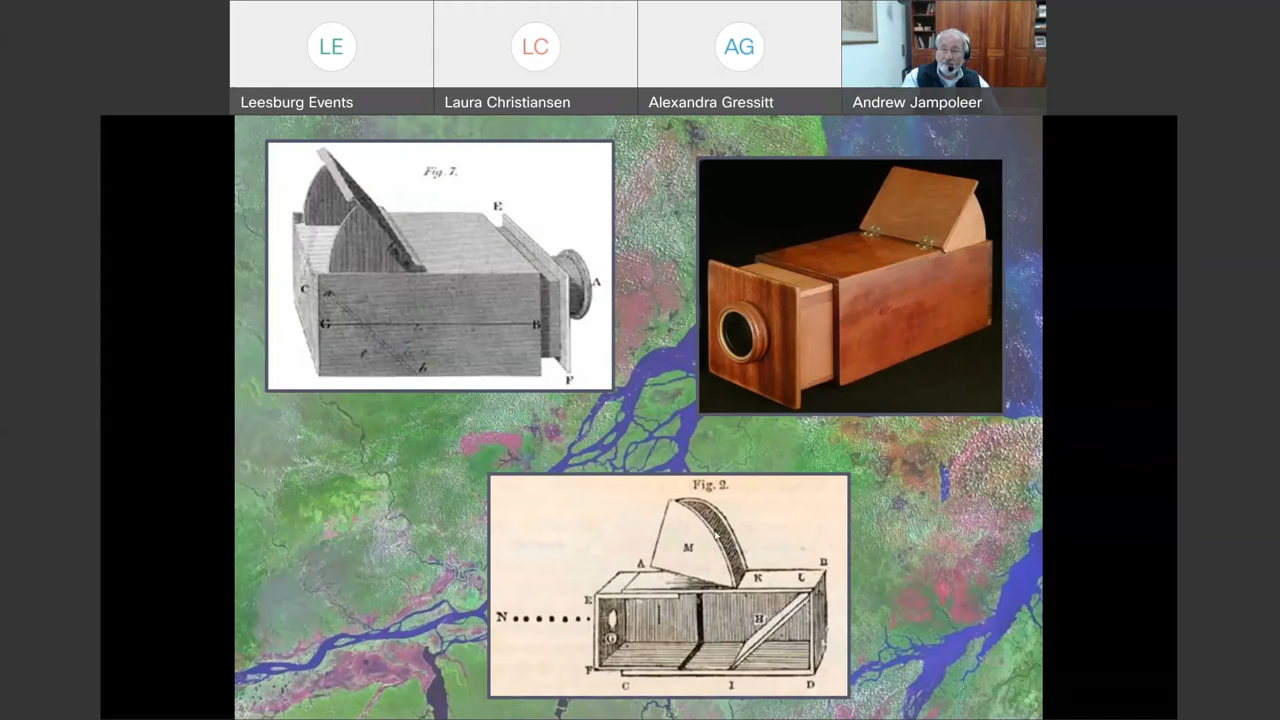 LE
LC
AG
Leesburg Events
Laura Christiansen
Alexandra Gressitt
Andrew Jampoleer
Fig. 7.
E
A
C
a
G
B
b
F
Fig. 2.
M
A
B
K
L
E
N
H
G
F
C
I
D